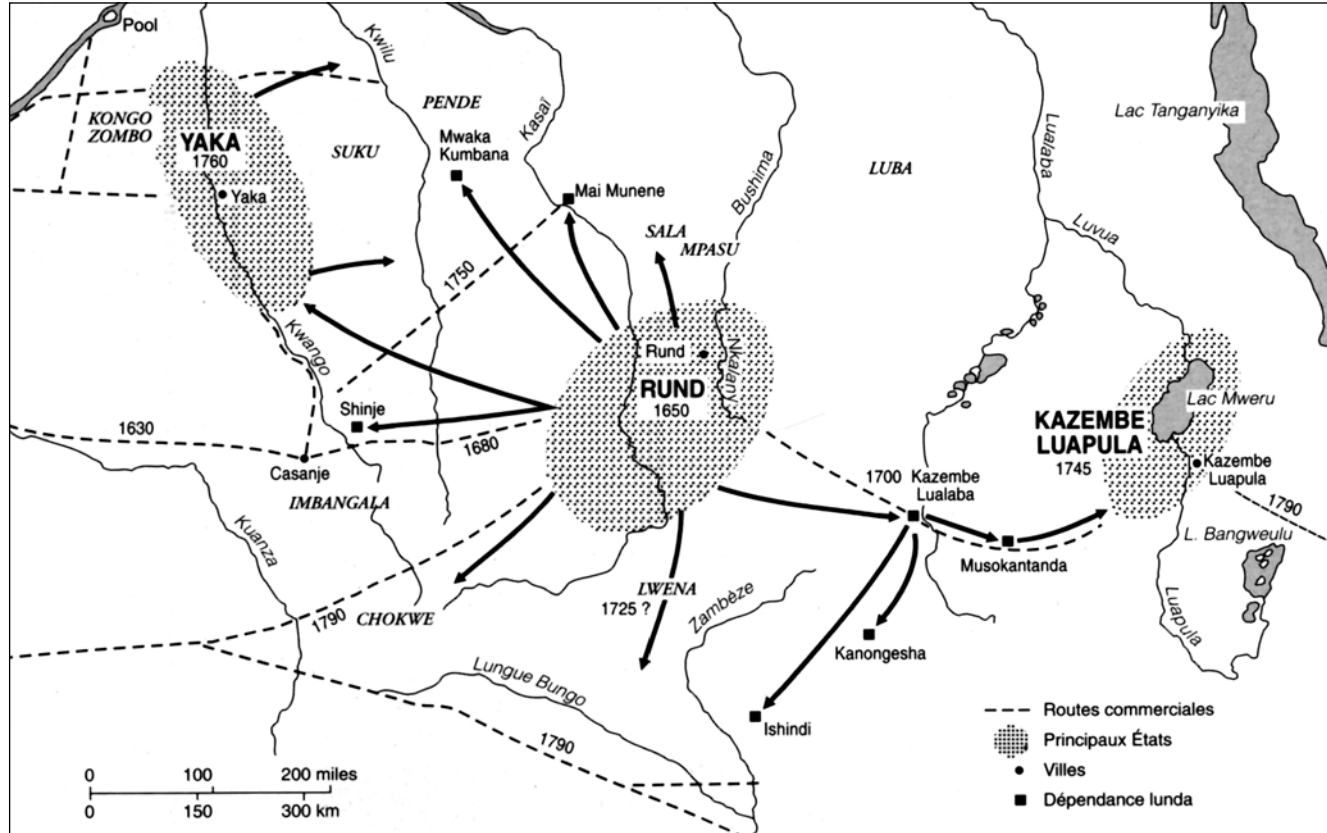 Pool
Kwilu
Kasaï
Bushima
Lualaba
Lac Tanganyika
KONGO
ZOMBO
YAKA
1760
Yaka
SUKU
PENDE
Mwaka
Kumbana
Mai Munene
SALA
MPASU
LUBA
Luvua
1750
Kwango
Rund
Nkalany
RUND
1650
Lac Mweru
KAZEMBE
LUAPULA
1745
Kazembe
Luapula
1790
Shinje
1630
1680
Casanje
IMBANGALA
1700
Kazembe
Lualaba
Musokantanda
L. Bangweulu
Luapula
Kuanza
1790
CHOKWE
LWENA
1725 ?
Zambèze
Kanongesha
Lungue Bungo
Ishindi
1790
Routes commerciales
Principaux États
Villes
Dépendance lunda
0 100 200 miles
0 150 300 km